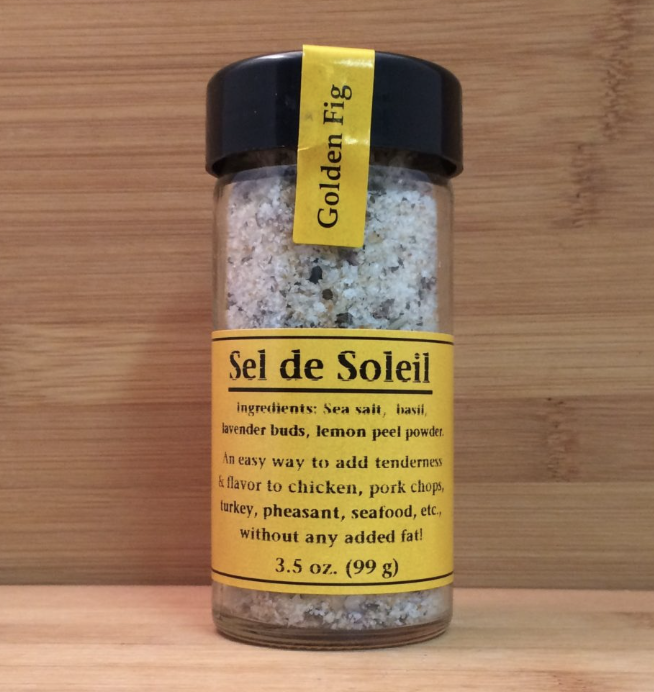 Golden Fig
Sel de Soleil
Ingredients: Sea salt, basil,
lavender buds, lemon peel powder.
An easy way to add tenderness
& flavor to chicken, pork chops,
turkey, pheasant, seafood, etc.,
without any added fat!
3.5 oz. (99 g)